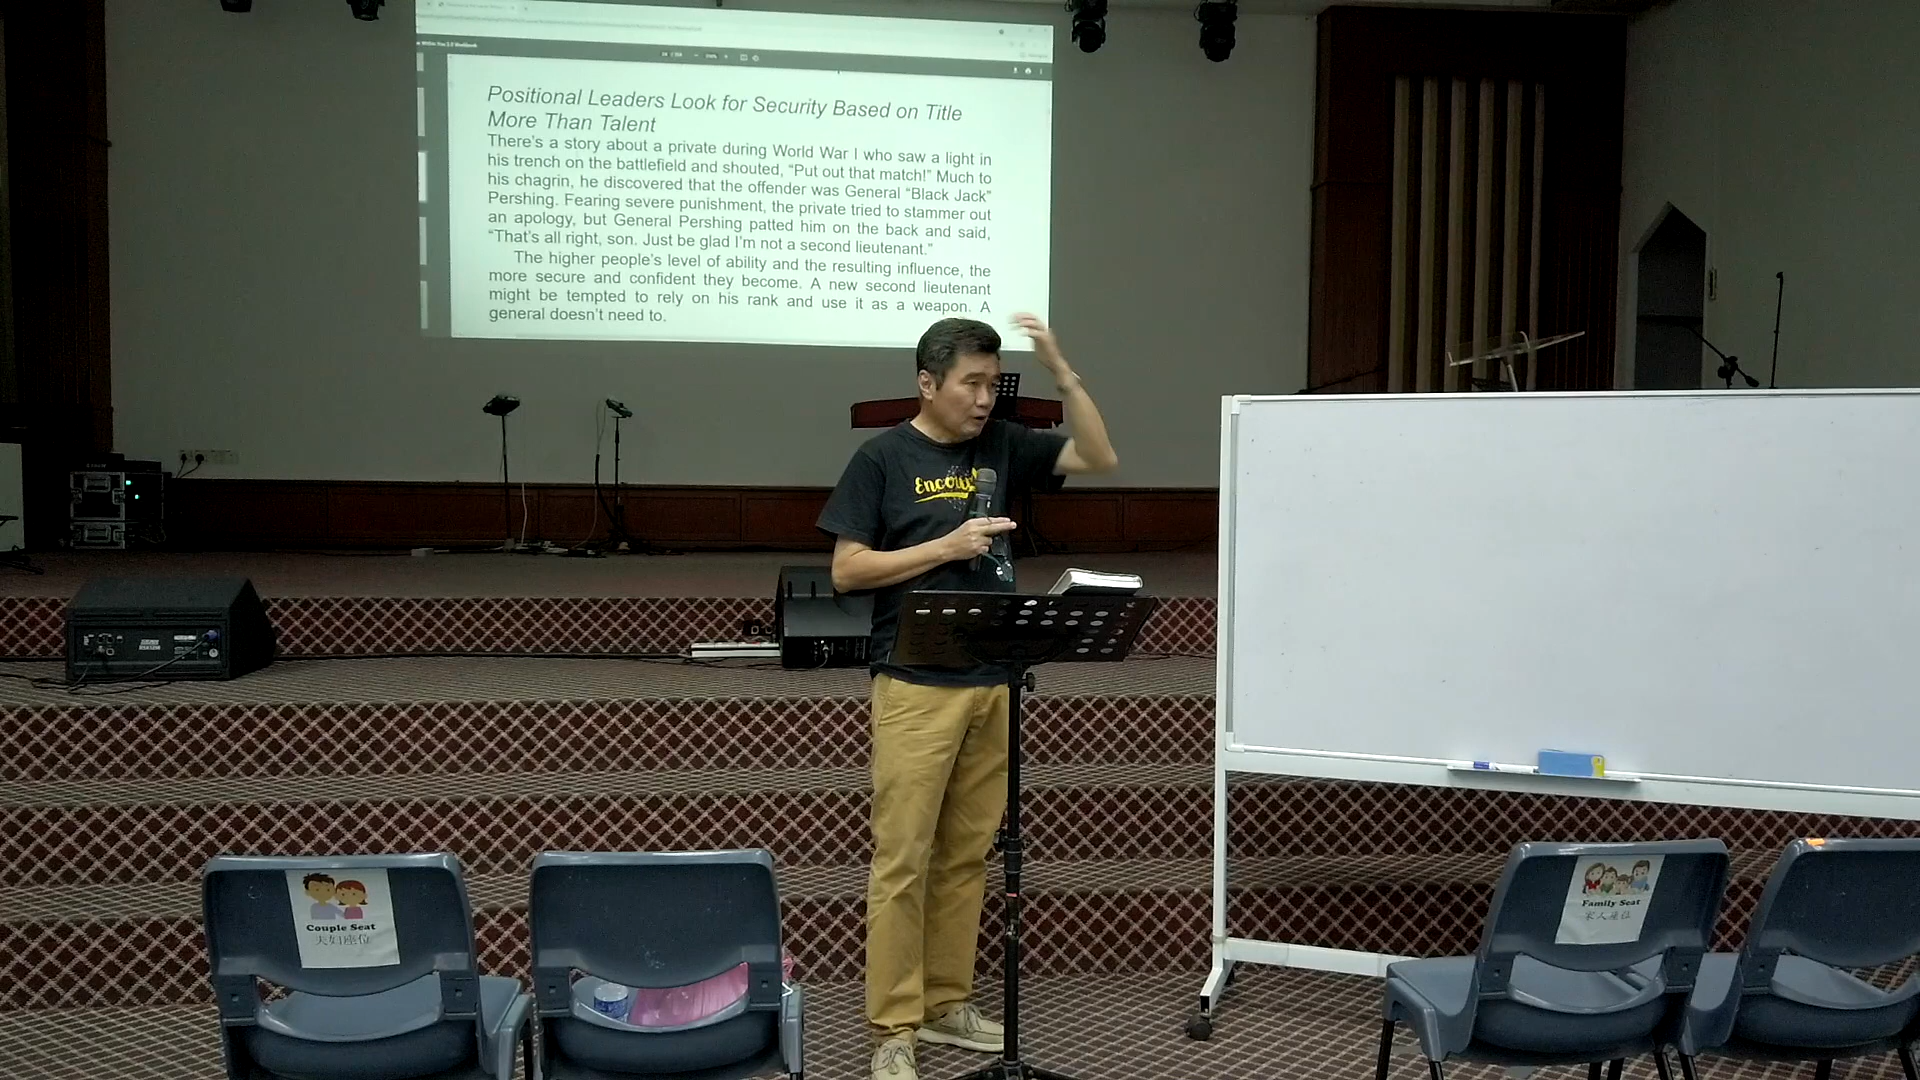 Positional Leaders Look for Security Based on Title
More Than Talent
There's a story about a private during World War I who saw a light in
his trench on the battlefield and shouted, “Put out that match!” Much to
his chagrin, he discovered that the offender was General “Black Jack”
Pershing. Fearing severe punishment, the private tried to stammer out
an apology, but General Pershing patted him on the back and said,
“That's all right, son. Just be glad I'm not a second lieutenant.”
The higher people's level of ability and the resulting influence, the
more secure and confident they become. A new second lieutenant
might be tempted to rely on his rank and use it as a weapon. A
general doesn't need to.
Couple Seat
夫妇座位
Family Seat
家人座位